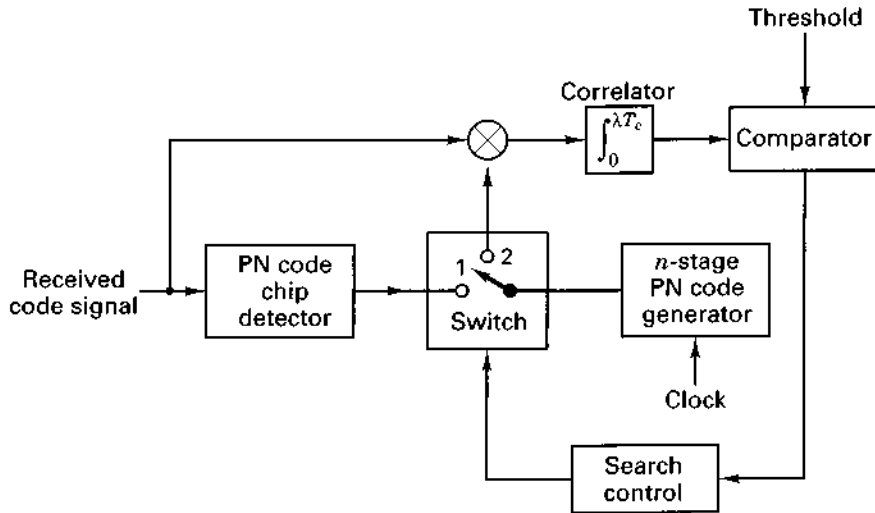 Threshold
Correlator
∫₀^λT_c
Comparator
Received
code signal
PN code
chip
detector
1
2
Switch
n-stage
PN code
generator
Clock
Search
control